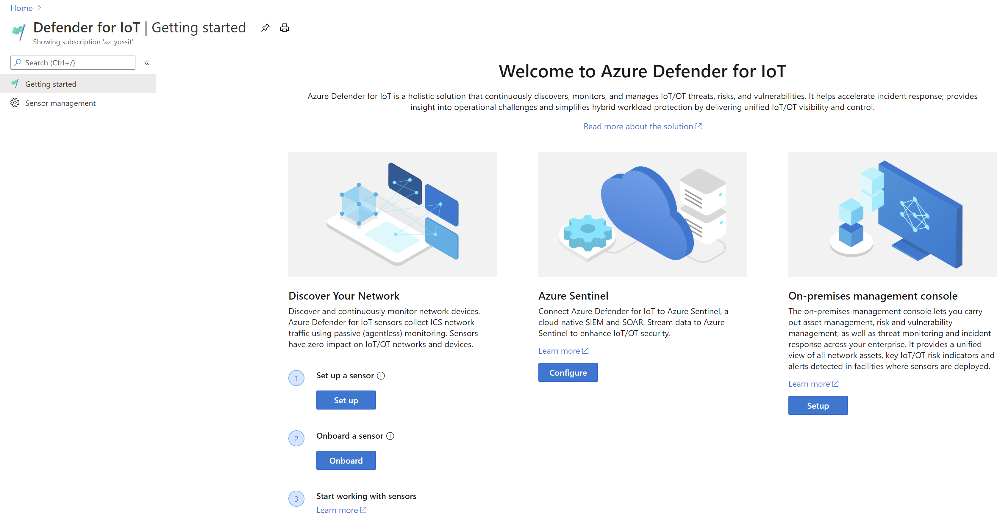 Home
Defender for IoT | Getting started
Showing subscription 'az_yossit'
Search (Ctrl+/)
Getting started
Sensor management
Welcome to Azure Defender for IoT
Azure Defender for IoT is a holistic solution that continuously discovers, monitors, and manages IoT/OT threats, risks, and vulnerabilities. It helps accelerate incident response; provides
insight into operational challenges and simplifies hybrid workload protection by delivering unified IoT/OT visibility and control.
Read more about the solution
Discover Your Network
Discover and continuously monitor network devices.
Azure Defender for IoT sensors collect ICS network
traffic using passive (agentless) monitoring. Sensors
have zero impact on IoT/OT networks and devices.
1
Set up a sensor
Set up
2
Onboard a sensor
Onboard
3
Start working with sensors
Learn more
Azure Sentinel
Connect Azure Defender for IoT to Azure Sentinel, a
cloud native SIEM and SOAR. Stream data to Azure
Sentinel to enhance IoT/OT security.
Learn more
Configure
On-premises management console
The on-premises management console lets you carry
out asset management, risk and vulnerability
management, as well as threat monitoring and incident
response across your enterprise. It provides a unified
view of all network assets, key IoT/OT risk indicators and
alerts detected in facilities where sensors are deployed.
Learn more
Setup